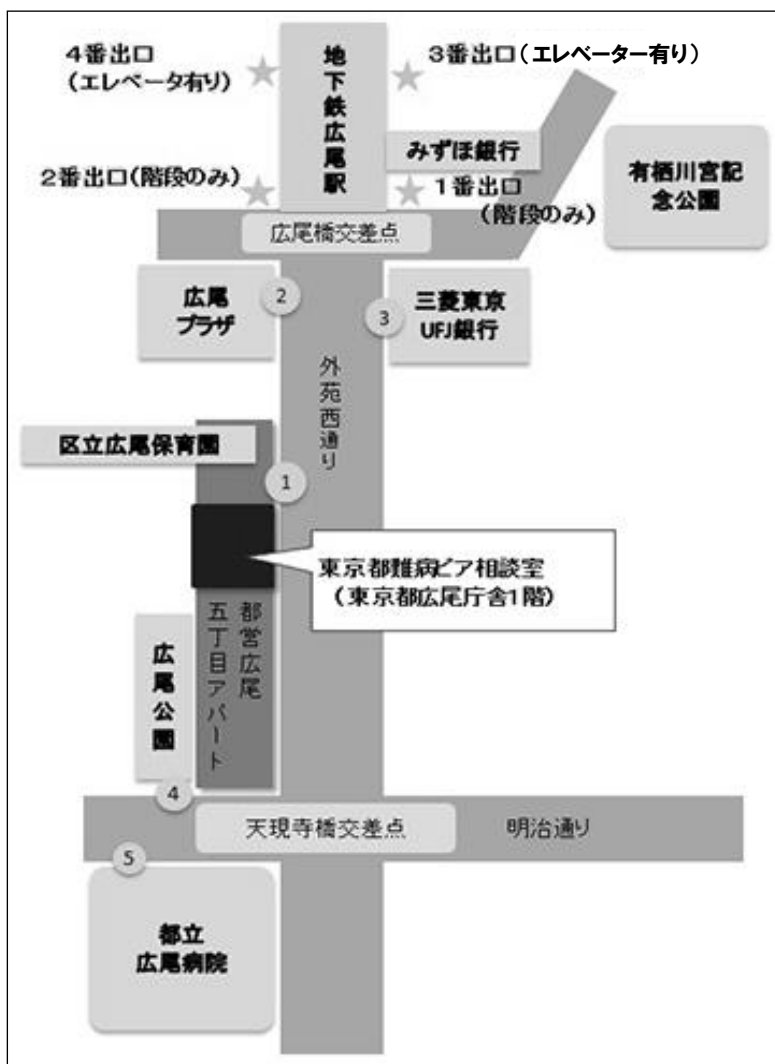 4番出口
(エレベータ有り)
地下鉄広尾駅
3番出口(エレベーター有り)
みずほ銀行
2番出口(階段のみ)
1番出口
(階段のみ)
有栖川宮記
念公園
広尾橋交差点
広尾
プラザ
2
3
三菱東京
UFJ銀行
外苑西通り
区立広尾保育園
1
東京都難病ピア相談室
(東京都広尾庁舎1階)
都営広尾
五丁目アパート
広尾公園
4
天現寺橋交差点
明治通り
5
都立
広尾病院